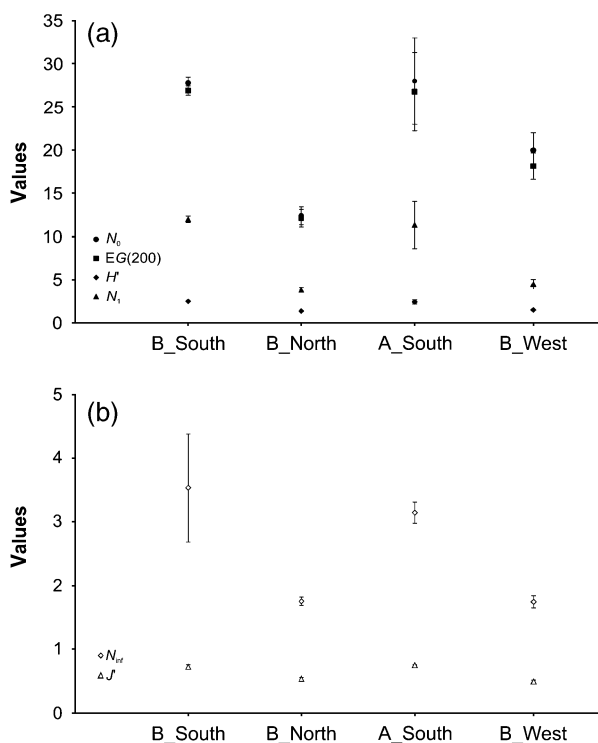 (a)
35
30
25
20
15
10
5
0
Values
N₀
EG(200)
H'
N₁
B_South B_North A_South B_West
(b)
5
4
3
2
1
0
Values
N_inf
J'
B_South B_North A_South B_West